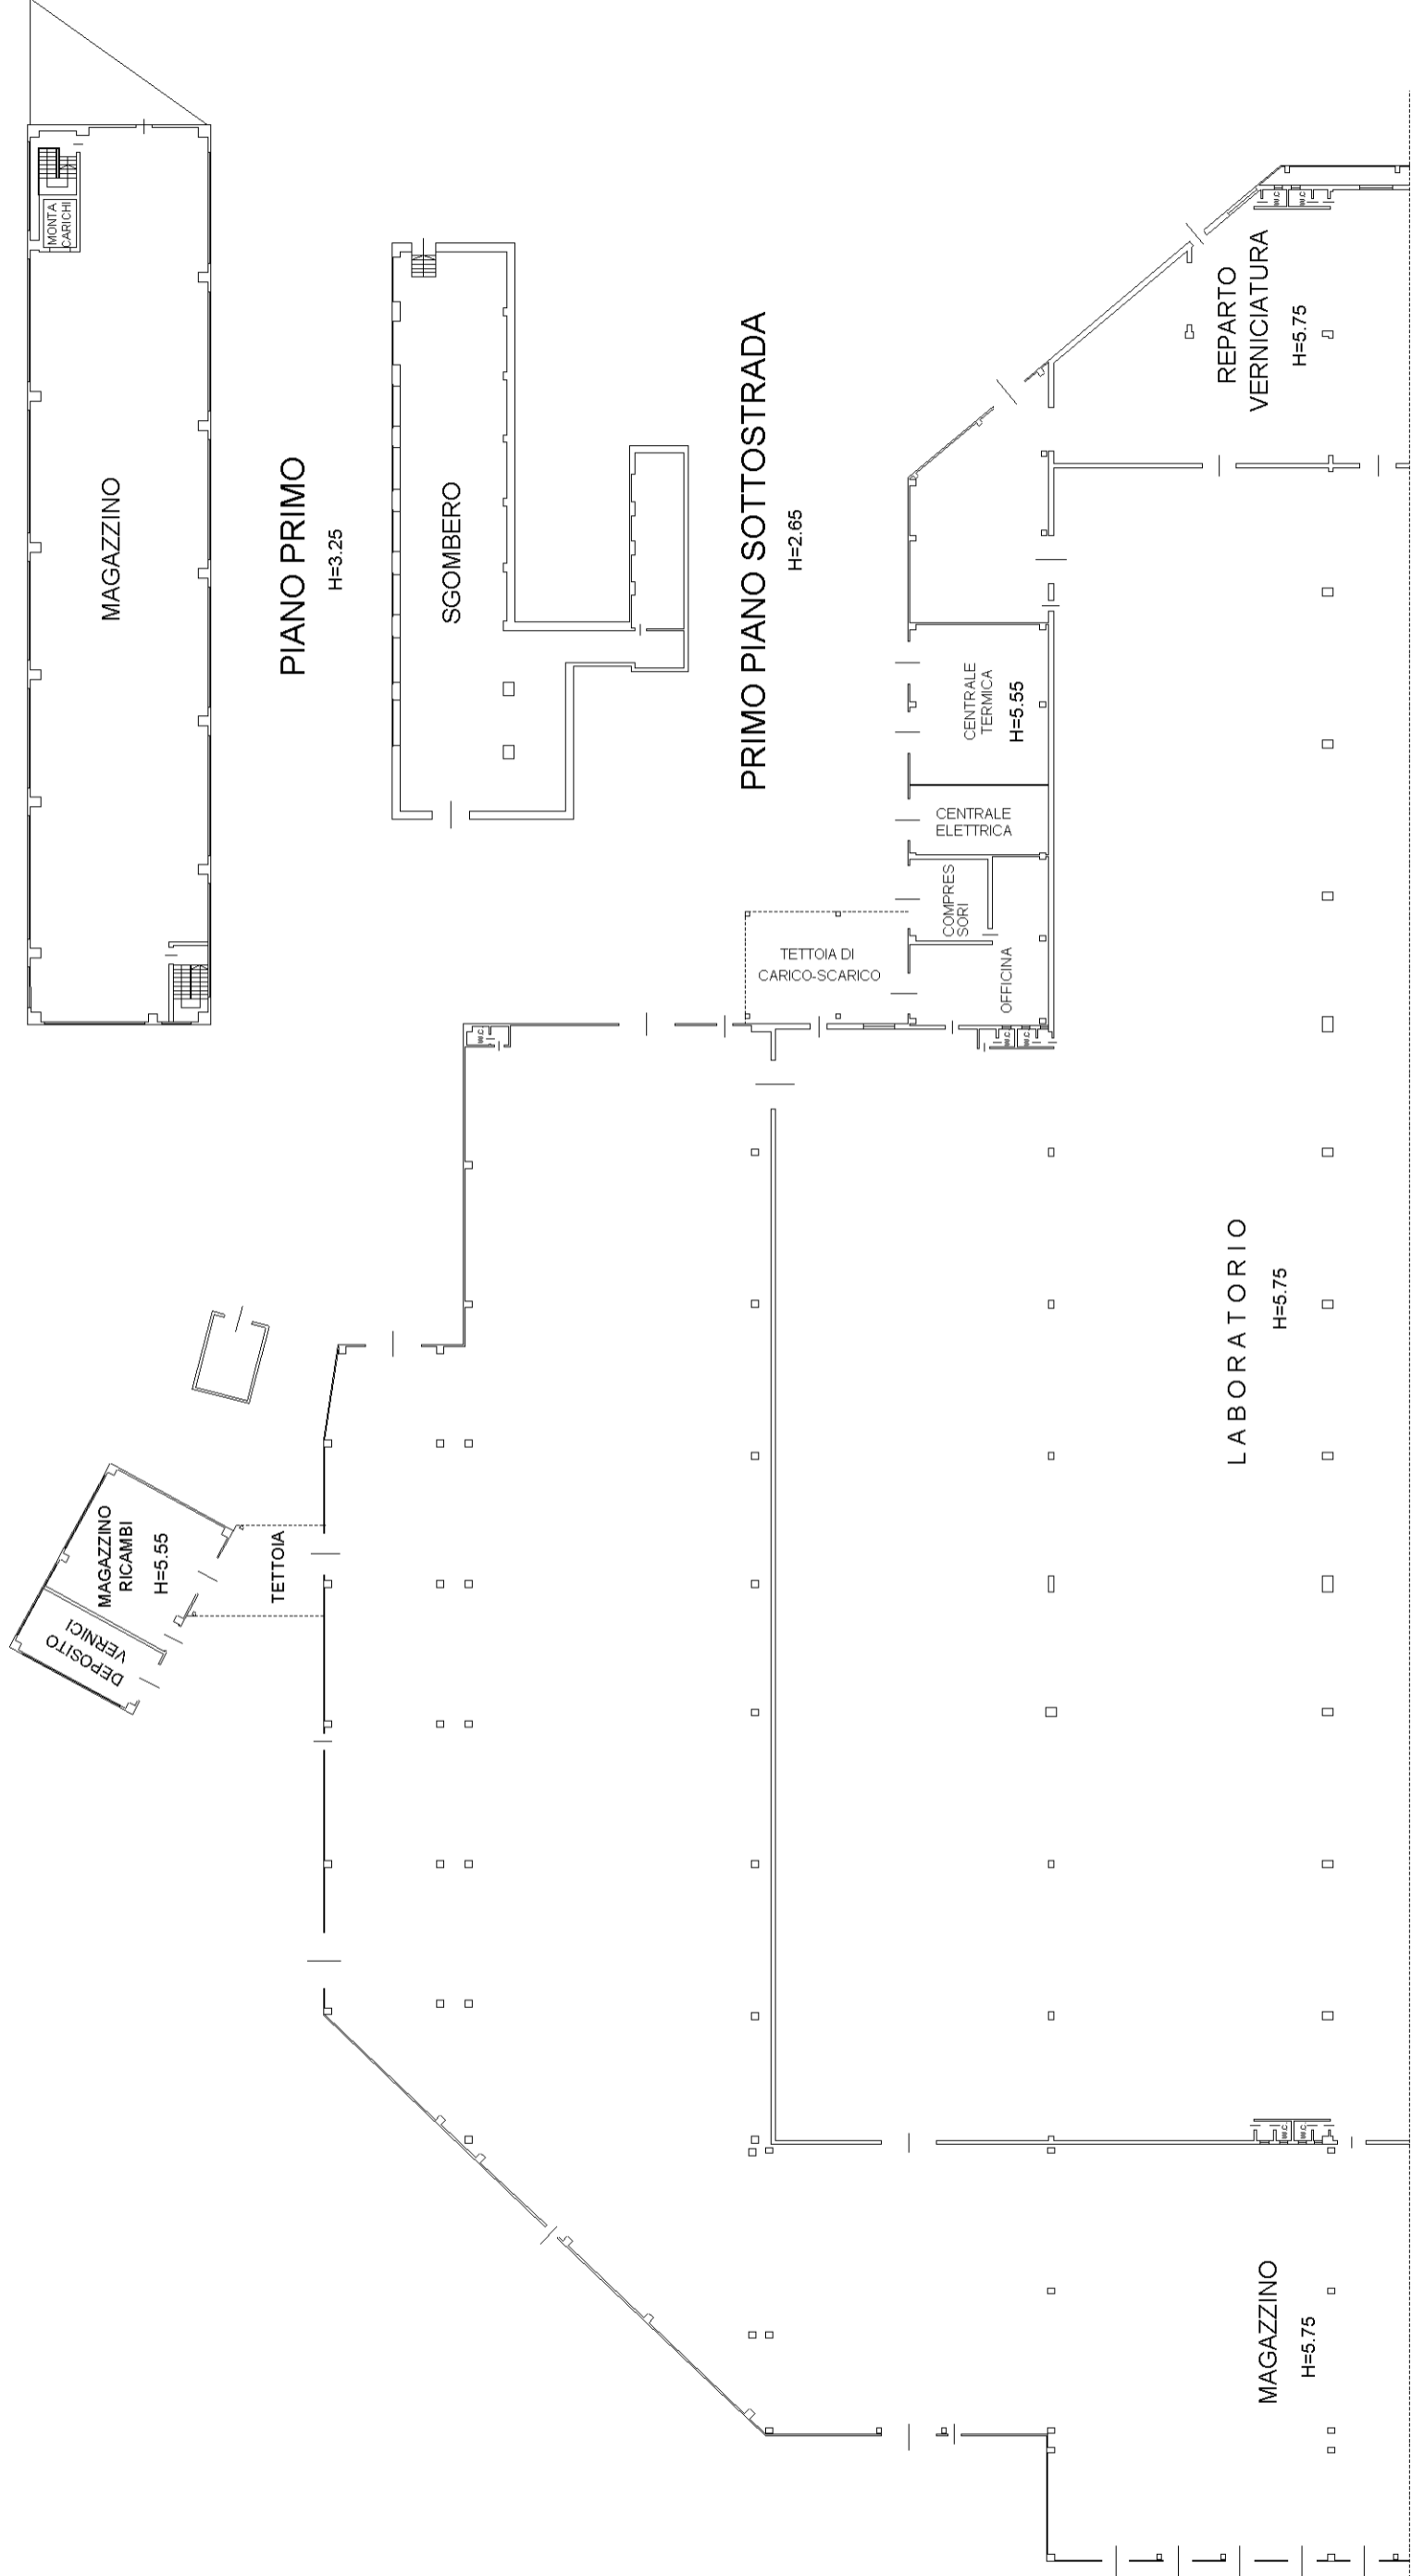 MONTA
CARICHI
MAGAZZINO
PIANO PRIMO
H=3.25
SGOMBERO
PRIMO PIANO SOTTOSTRADA
H=2.65
W.C.
W.C.
REPARTO
VERNICIATURA
H=5.75
CENTRALE
TERMICA
H=5.55
CENTRALE
ELETTRICA
COMPRES
SORI
OFFICINA
TETTOIA DI
CARICO-SCARICO
W.C.
W.C.
W.C.
LABORATORIO
H=5.75
MAGAZZINO
RICAMBI
H=5.55
TETTOIA
DEPOSITO
VERNICI
W.C.
W.C.
MAGAZZINO
H=5.75